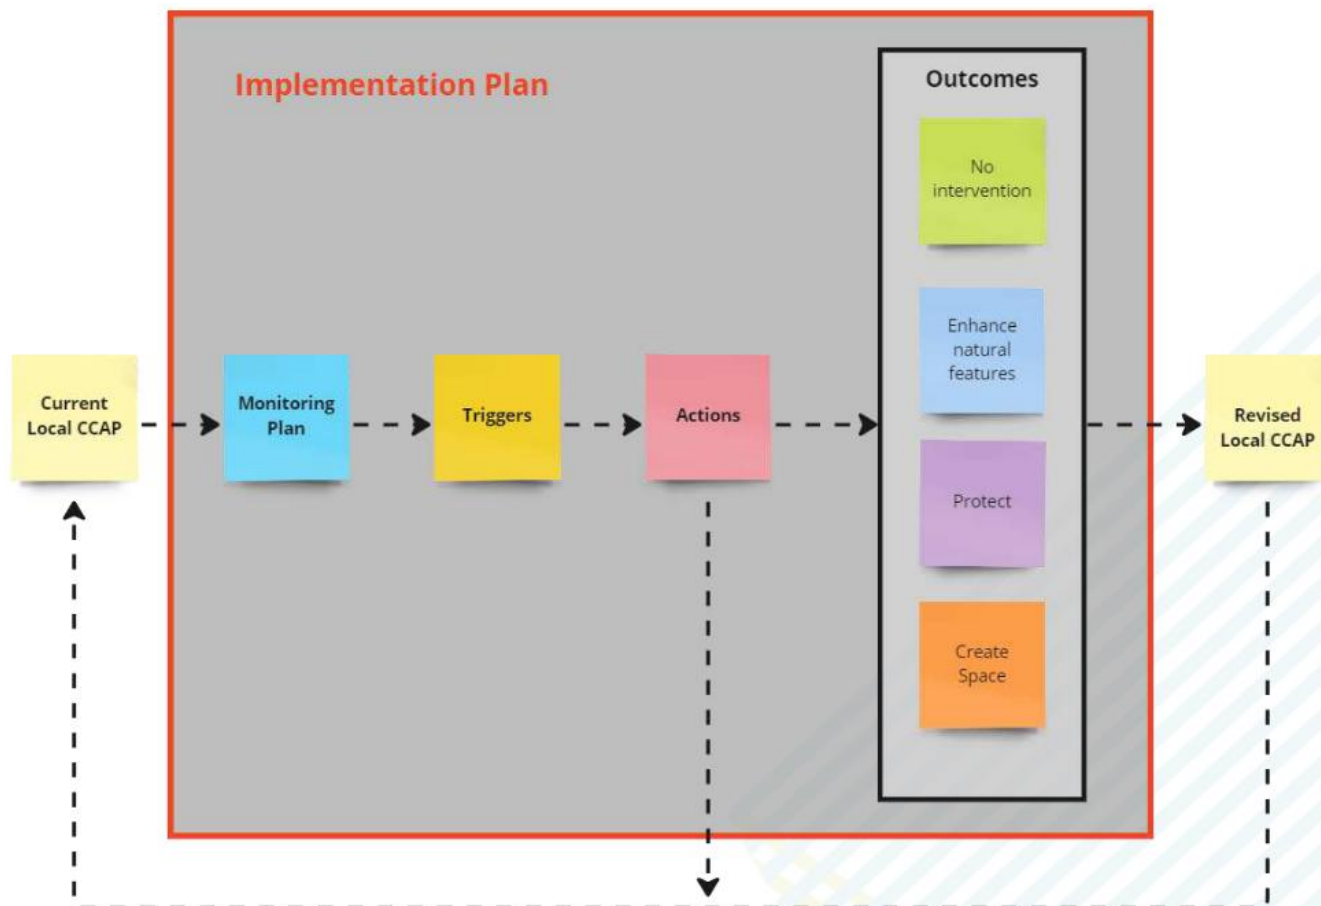 Implementation Plan
Outcomes
No
intervention
Enhance
natural
features
Current
Local CCAP
Monitoring
Plan
Triggers
Actions
Revised
Local CCAP
Protect
Create
Space